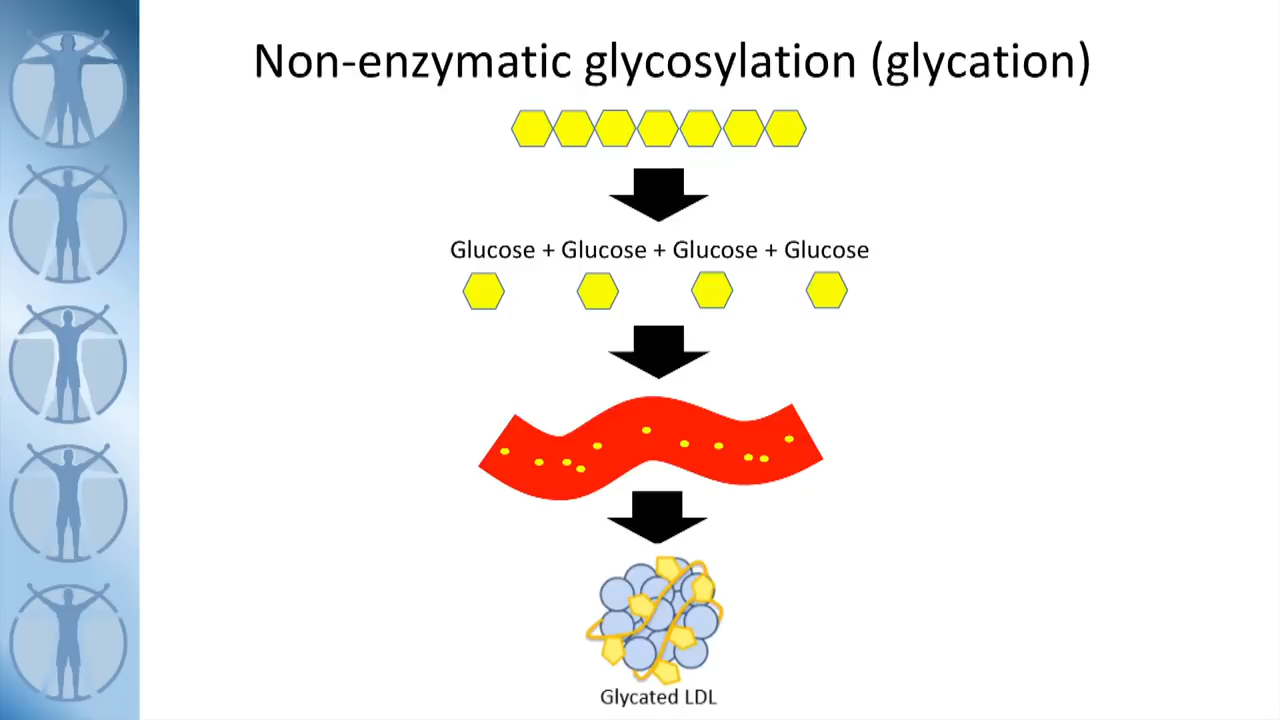 Non-enzymatic glycosylation (glycation)
Glucose + Glucose + Glucose + Glucose
Glycated LDL